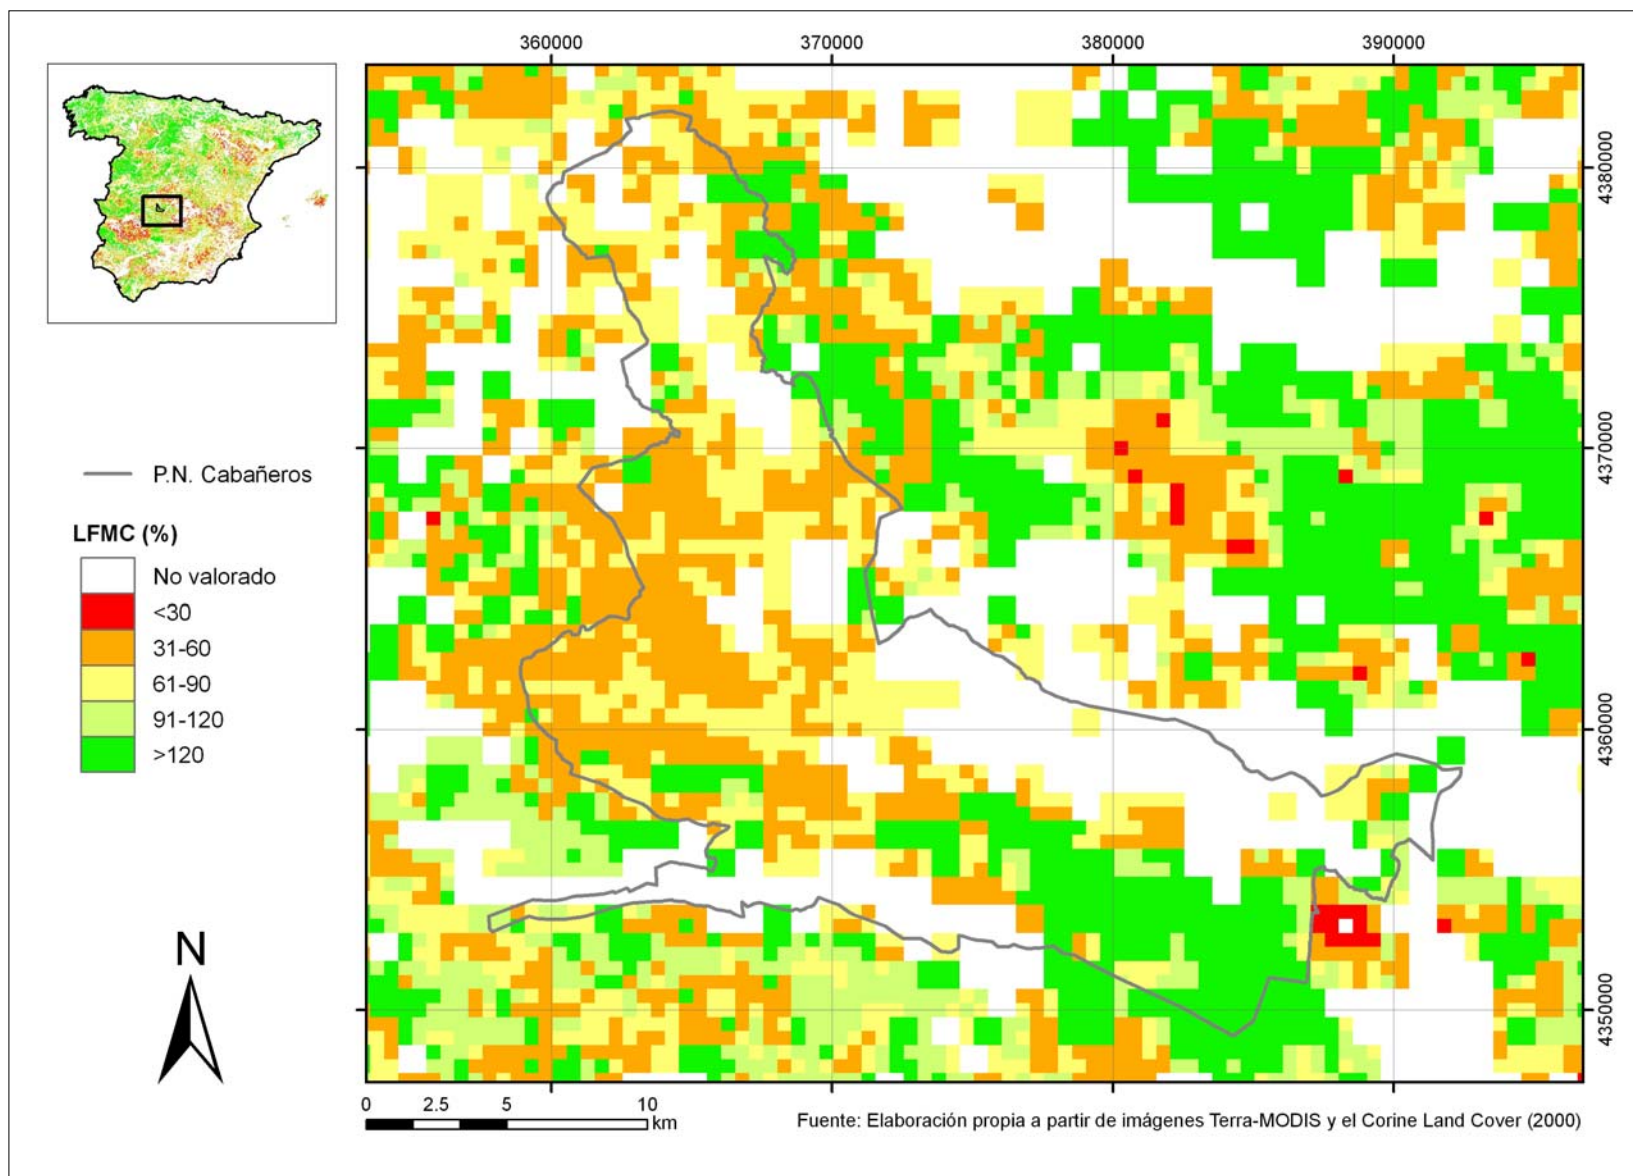 360000
370000
380000
390000
4380000
4370000
4360000
4350000
P.N. Cabañeros
LFMC (%)
No valorado
<30
31-60
61-90
91-120
>120
N
0 2.5 5 10
km
Fuente: Elaboración propia a partir de imágenes Terra-MODIS y el Corine Land Cover (2000)